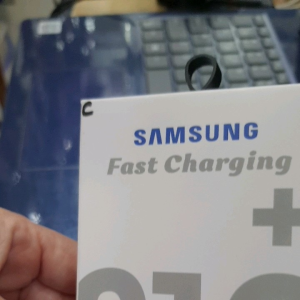 C
SAMSUNG
Fast Charging
+